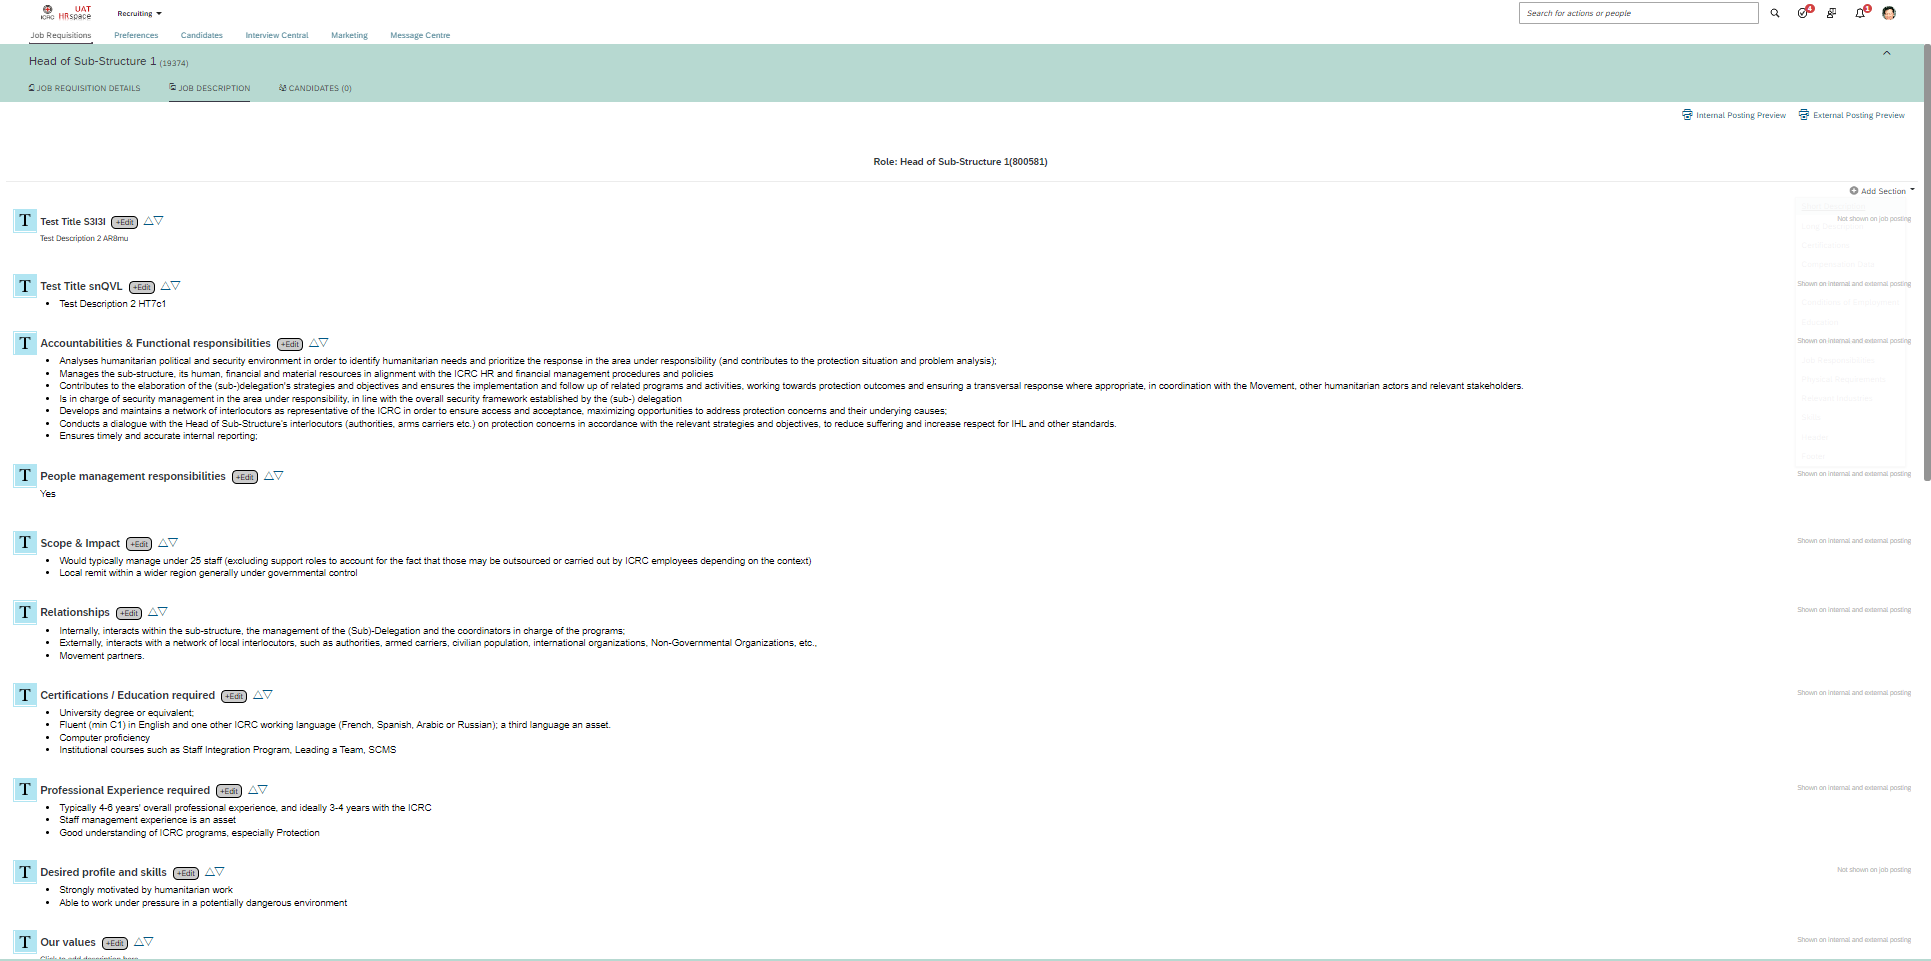 ICRC
UAT
HRspace
Recruiting
Search for actions or people
4
1
Job Requisitions
Preferences
Candidates
Interview Central
Marketing
Message Centre
Head of Sub-Structure 1 (19374)
JOB REQUISITION DETAILS
JOB DESCRIPTION
CANDIDATES (0)
Internal Posting Preview
External Posting Preview
Role: Head of Sub-Structure 1(800581)
Add Section
T Test Title S3I3I +Edit
Not shown on job posting
Test Description 2 AR8mu
T Test Title snQVL +Edit
Shown on internal and external posting
• Test Description 2 HT7c1
T Accountabilities & Functional responsibilities +Edit
Shown on internal and external posting
• Analyses humanitarian political and security environment in order to identify humanitarian needs and prioritize the response in the area under responsibility (and contributes to the protection situation and problem analysis);
• Manages the sub-structure, its human, financial and material resources in alignment with the ICRC HR and financial management procedures and policies
• Contributes to the elaboration of the (sub-)delegation's strategies and objectives and ensures the implementation and follow up of related programs and activities, working towards protection outcomes and ensuring a transversal response where appropriate, in coordination with the Movement, other humanitarian actors and relevant stakeholders.
• Is in charge of security management in the area under responsibility, in line with the overall security framework established by the (sub-) delegation
• Develops and maintains a network of interlocutors as representative of the ICRC in order to ensure access and acceptance, maximizing opportunities to address protection concerns and their underlying causes;
• Conducts a dialogue with the Head of Sub-Structure's interlocutors (authorities, arms carriers etc.) on protection concerns in accordance with the relevant strategies and objectives, to reduce suffering and increase respect for IHL and other standards.
• Ensures timely and accurate internal reporting;
T People management responsibilities +Edit
Shown on internal and external posting
Yes
T Scope & Impact +Edit
Shown on internal and external posting
• Would typically manage under 25 staff (excluding support roles to account for the fact that those may be outsourced or carried out by ICRC employees depending on the context)
• Local remit within a wider region generally under governmental control
T Relationships +Edit
Shown on internal and external posting
• Internally, interacts within the sub-structure, the management of the (Sub)-Delegation and the coordinators in charge of the programs;
• Externally, interacts with a network of local interlocutors, such as authorities, armed carriers, civilian population, international organizations, Non-Governmental Organizations, etc.,
• Movement partners.
T Certifications / Education required +Edit
Shown on internal and external posting
• University degree or equivalent;
• Fluent (min C1) in English and one other ICRC working language (French, Spanish, Arabic or Russian); a third language an asset.
• Computer proficiency
• Institutional courses such as Staff Integration Program, Leading a Team, SCMS
T Professional Experience required +Edit
Shown on internal and external posting
• Typically 4-6 years' overall professional experience, and ideally 3-4 years with the ICRC
• Staff management experience is an asset
• Good understanding of ICRC programs, especially Protection
T Desired profile and skills +Edit
Not shown on job posting
• Strongly motivated by humanitarian work
• Able to work under pressure in a potentially dangerous environment
T Our values +Edit
Shown on internal and external posting
Click to add description here